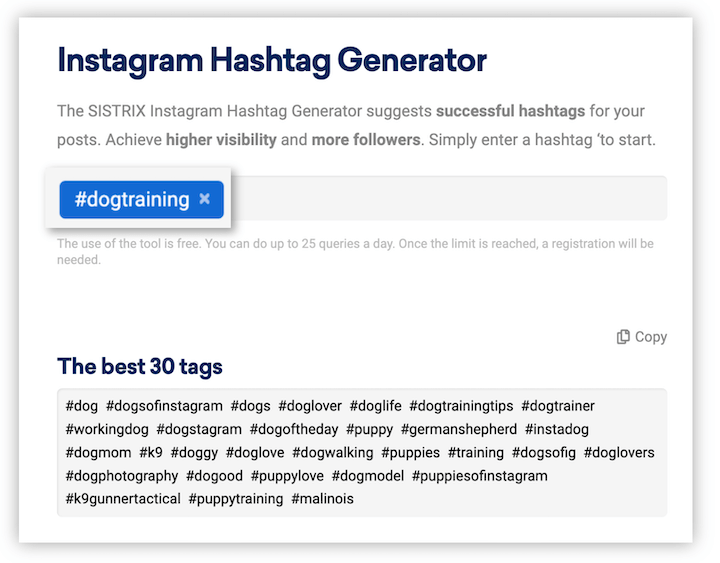 Instagram Hashtag Generator
The SISTRIX Instagram Hashtag Generator suggests successful hashtags for your
posts. Achieve higher visibility and more followers. Simply enter a hashtag ‘to start.
#dogtraining ×
The use of the tool is free. You can do up to 25 queries a day. Once the limit is reached, a registration will be
needed.
Copy
The best 30 tags
#dog #dogsofinstagram #dogs #doglover #doglife #dogtrainingtips #dogtrainer
#workingdog #dogstagram #dogoftheday #puppy #germanshepherd #instadog
#dogmom #k9 #doggy #doglove #dogwalking #puppies #training #dogsofig #doglovers
#dogphotography #dogood #puppylove #dogmodel #puppiesofinstagram
#k9gunnertactical #puppytraining #malinois